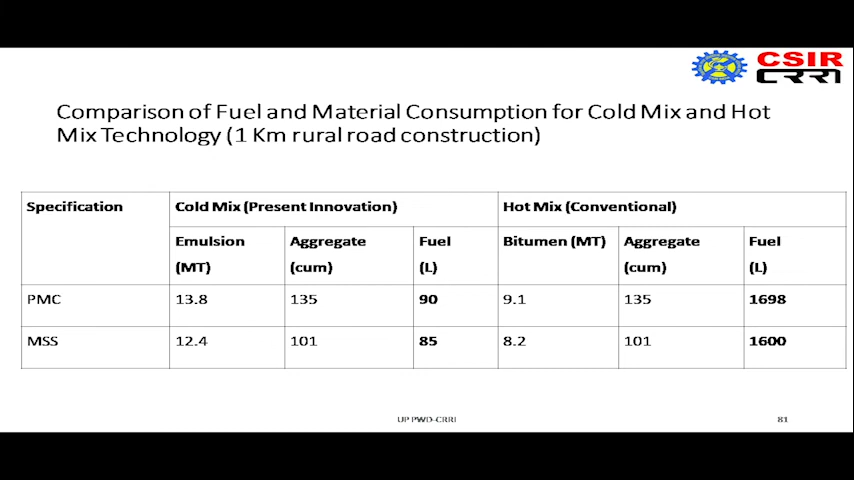 CSIR
CRRI
Comparison of Fuel and Material Consumption for Cold Mix and Hot
Mix Technology (1 Km rural road construction)
Specification Cold Mix (Present Innovation) Hot Mix (Conventional)
Emulsion (MT) Aggregate (cum) Fuel (L) Bitumen (MT) Aggregate (cum) Fuel (L)
PMC 13.8 135 90 9.1 135 1698
MSS 12.4 101 85 8.2 101 1600
UP PWD-CRRI 81